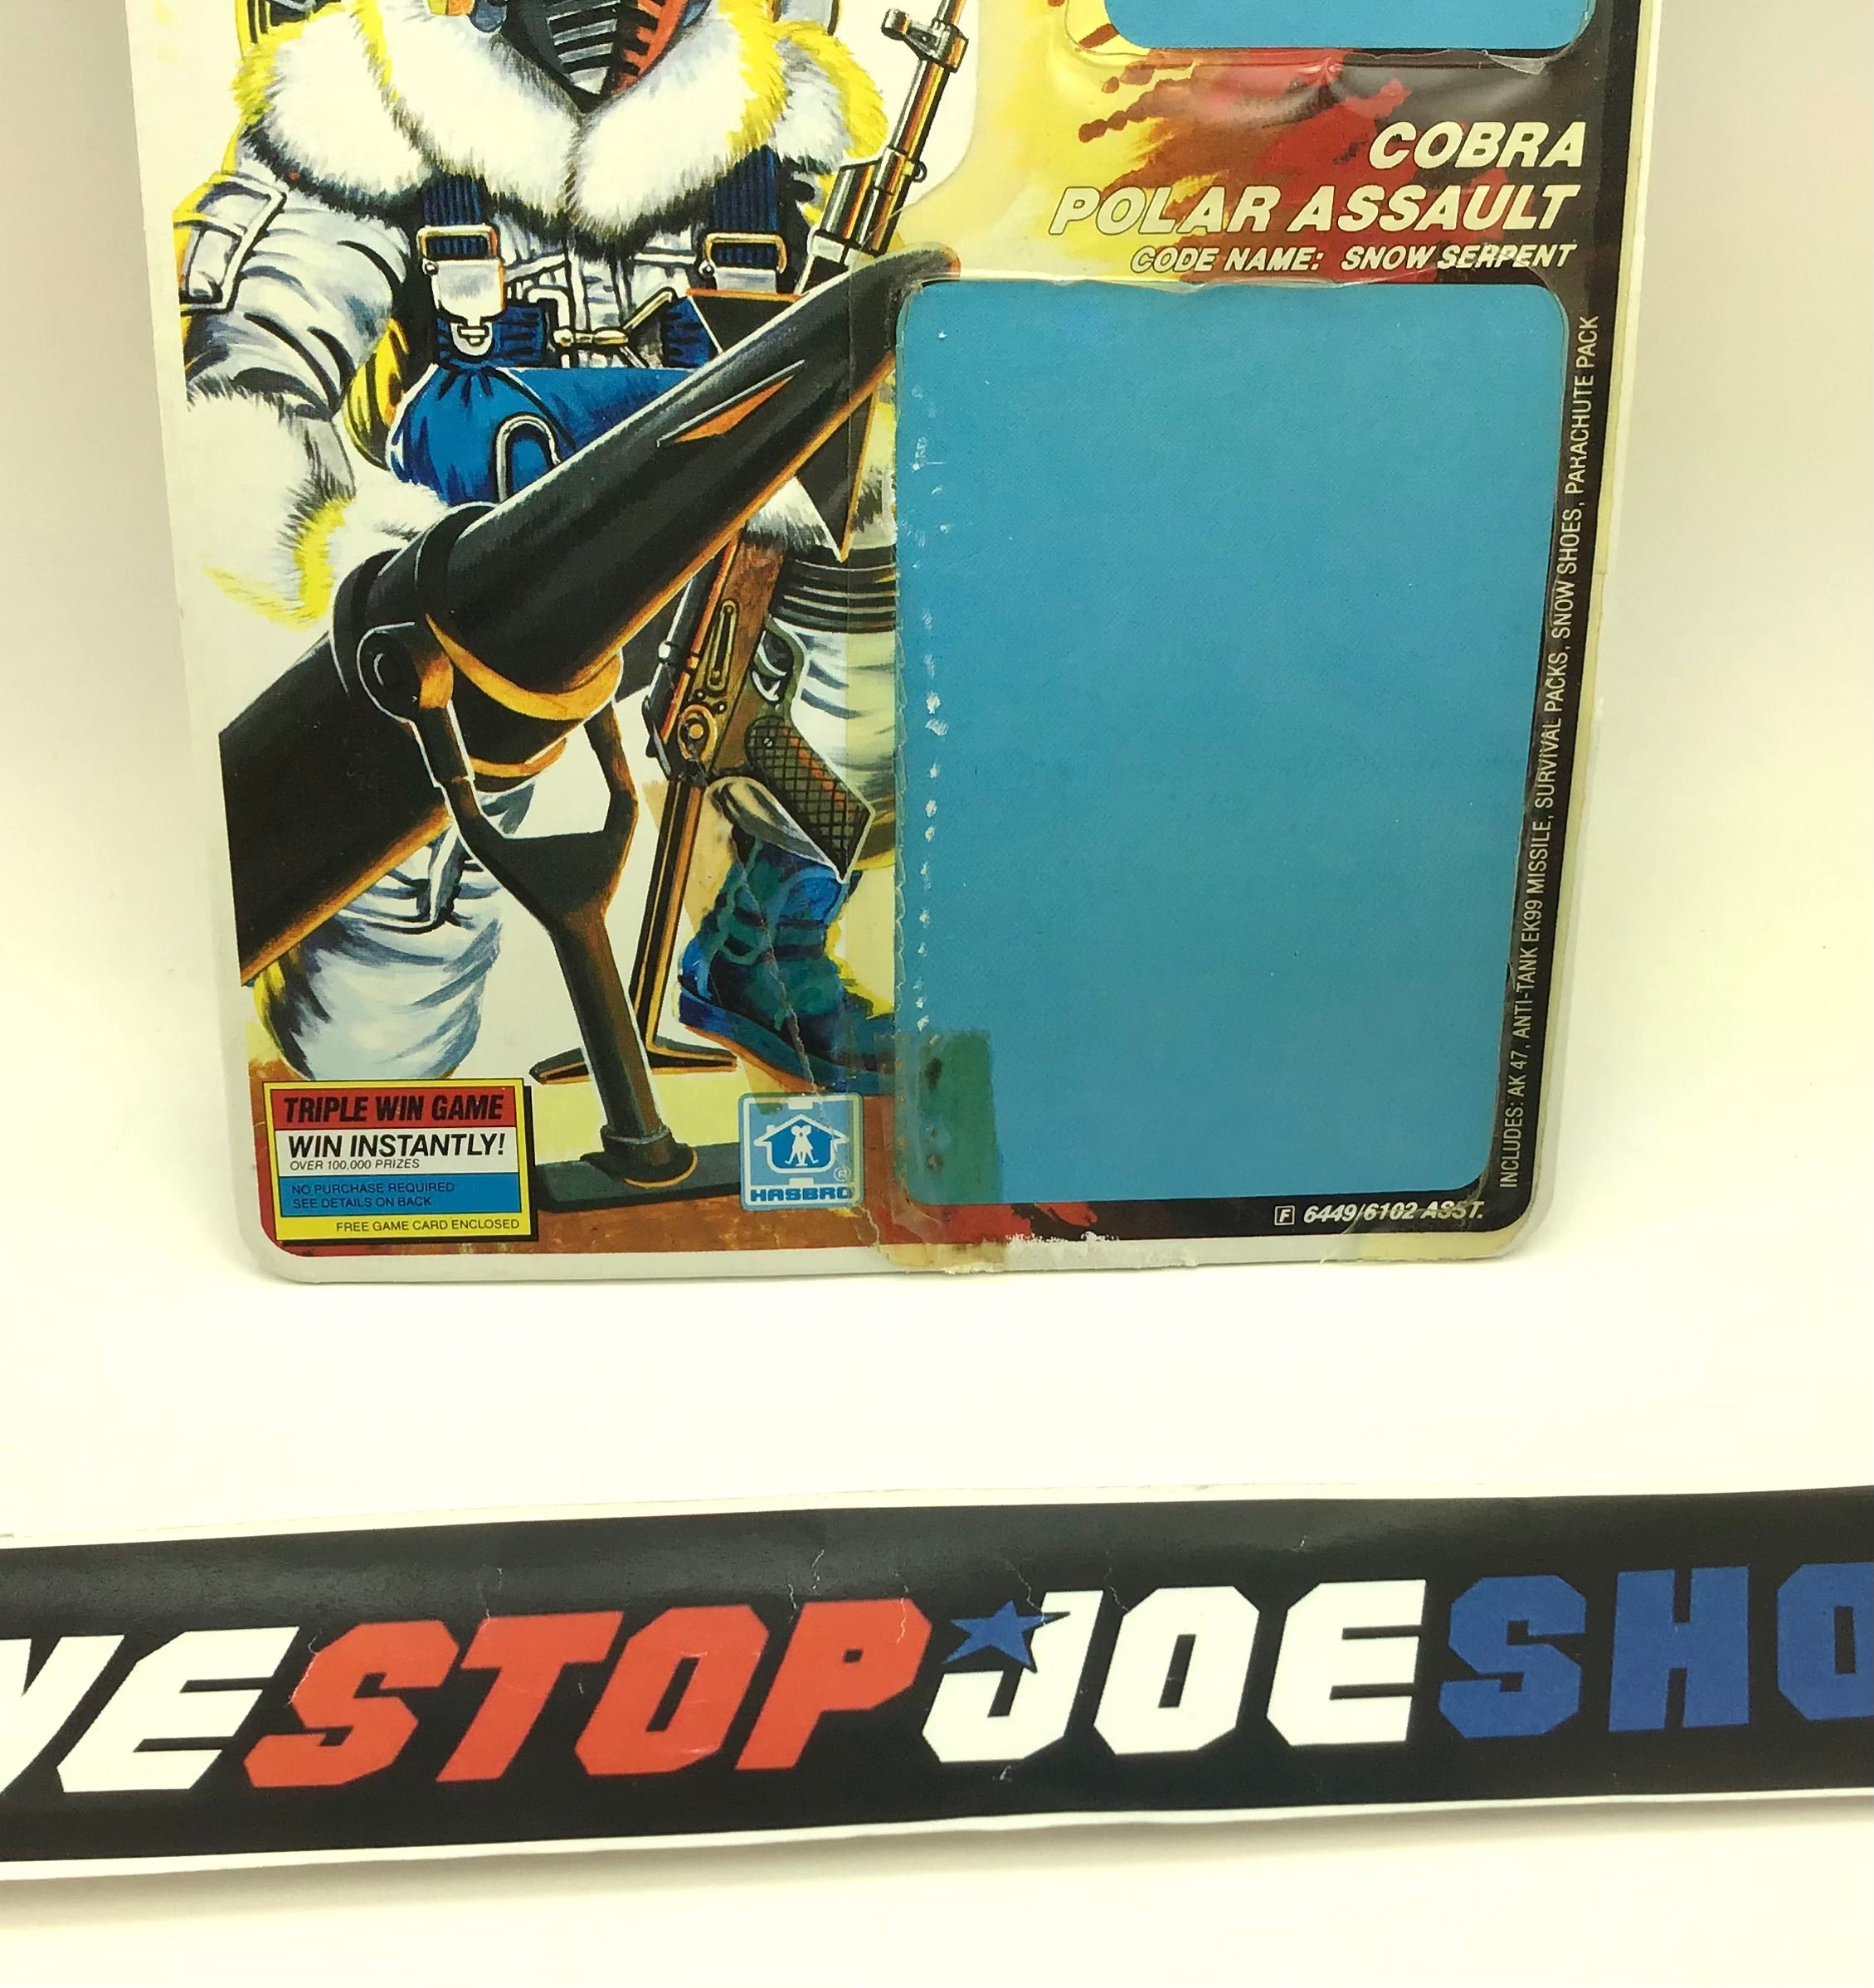 COBRA
POLAR ASSAULT
CODE NAME: SNOW SERPENT
INCLUDES: AK 47, ANTI-TANK EK99 MISSILE, SURVIVAL PACKS, SNOW SHOES, PARACHUTE PACK
TRIPLE WIN GAME
WIN INSTANTLY!
OVER 100,000 PRIZES
NO PURCHASE REQUIRED
SEE DETAILS ON BACK
FREE GAME CARD ENCLOSED
®
HASBRO
F 6449/6102 ASST.
NESTOPJOESHO